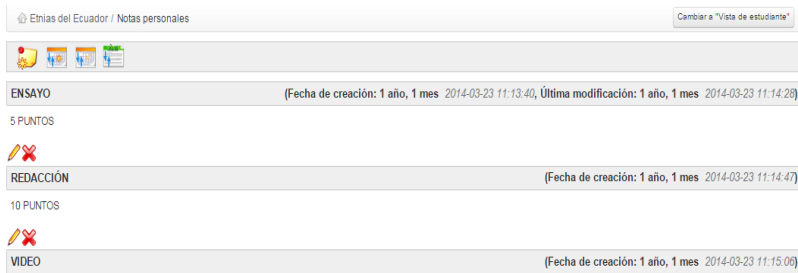 Etnias del Ecuador / Notas personales
Cambiar a "Vista de estudiante"
ENSAYO (Fecha de creación: 1 año, 1 mes 2014-03-23 11:13:40, Última modificación: 1 año, 1 mes 2014-03-23 11:14:28)
5 PUNTOS
REDACCIÓN (Fecha de creación: 1 año, 1 mes 2014-03-23 11:14:47)
10 PUNTOS
VIDEO (Fecha de creación: 1 año, 1 mes 2014-03-23 11:15:06)